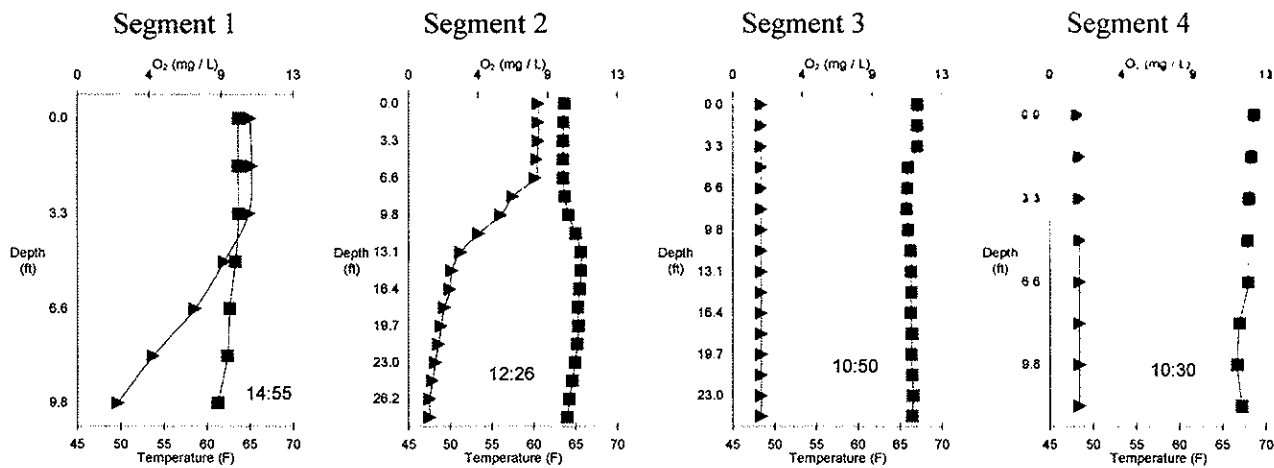 Segment 1
O₂ (mg / L)
0 4 9 13
0.0
3.3
Depth
(ft)
6.6
9.8
14:55
45 50 55 60 65 70
Temperature (F)
Segment 2
O₂ (mg / L)
0 4 9 13
0.0
3.3
6.6
9.8
Depth
(ft)
13.1
16.4
19.7
23.0
26.2
12:26
45 50 55 60 65 70
Temperature (F)
Segment 3
O₂ (mg / L)
0 4 9 13
0.0
3.3
6.6
9.8
Depth
(ft)
13.1
16.4
19.7
23.0
10:50
45 50 55 60 65 70
Temperature (F)
Segment 4
(mg / L)
0 4 9 13
0.0
3.3
Depth
(ft)
6.6
9.8
10:30
45 50 55 60 65 70
Temperature (F)